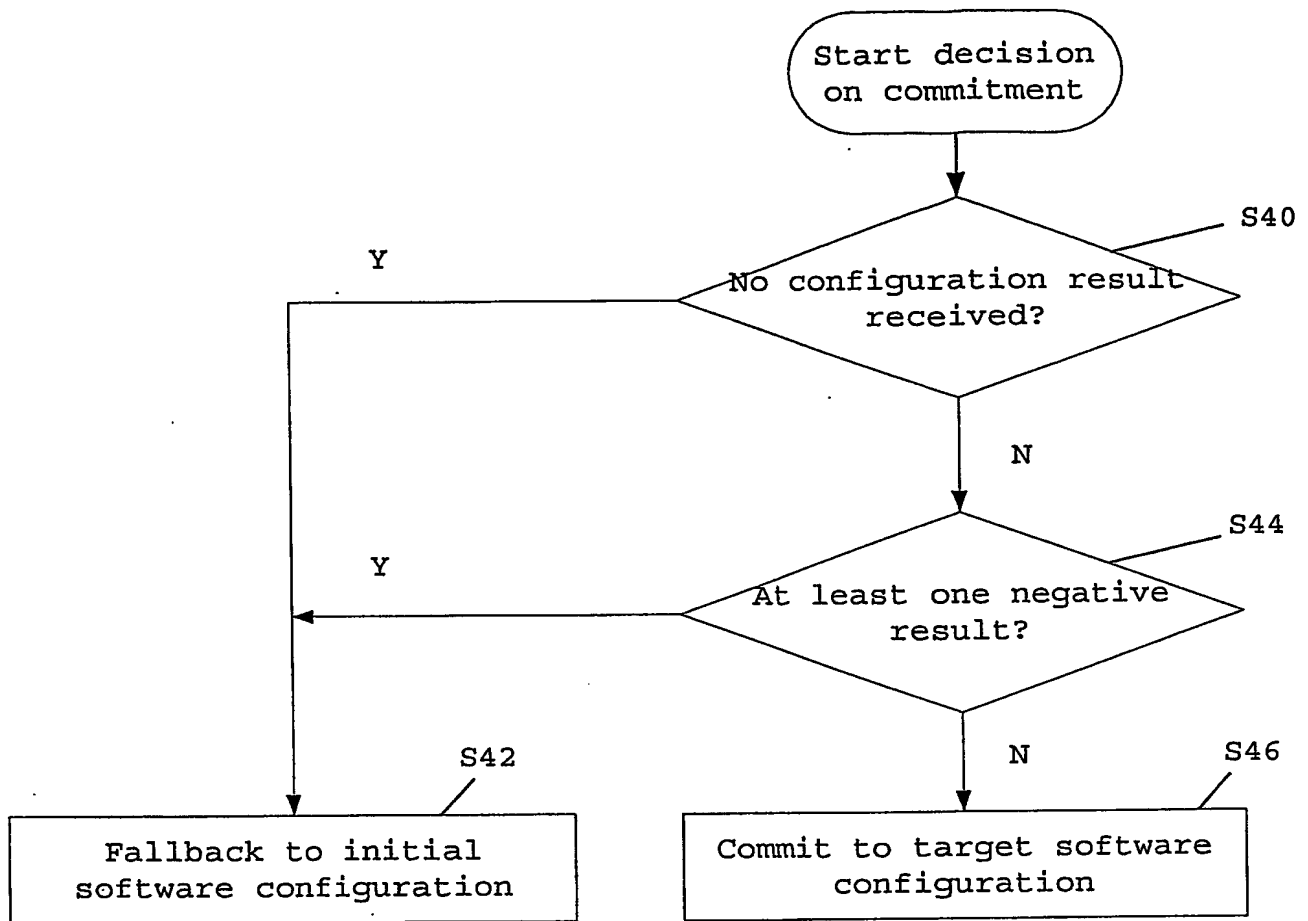 Start decision
on commitment
S40
Y
No configuration result
received?
N
S44
Y
At least one negative
result?
S42
N
S46
Fallback to initial
software configuration
Commit to target software
configuration